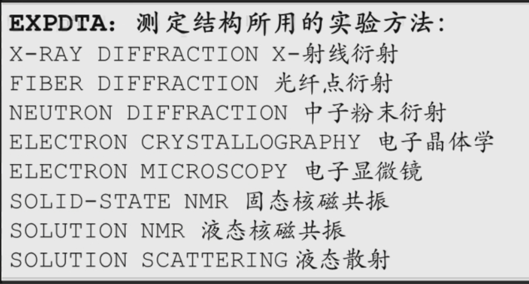 EXPDTA: 测定结构所用的实验方法:
X-RAY DIFFRACTION X-射线衍射
FIBER DIFFRACTION 光纤点衍射
NEUTRON DIFFRACTION 中子粉末衍射
ELECTRON CRYSTALLOGRAPHY 电子晶体学
ELECTRON MICROSCOPY 电子显微镜
SOLID-STATE NMR 固态核磁共振
SOLUTION NMR 液态核磁共振
SOLUTION SCATTERING 液态散射